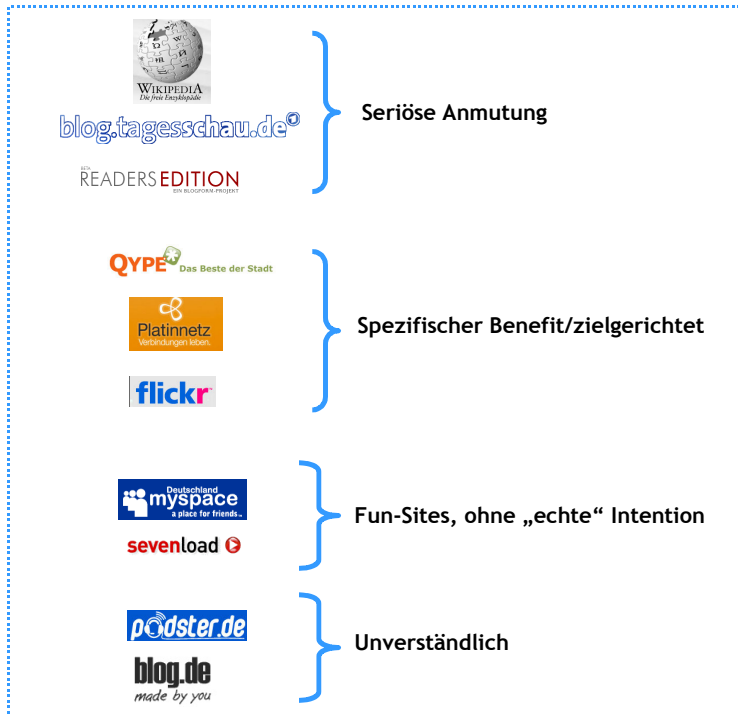 WIKIPEDIA
Die freie Enzyklopädie
blog.tagesschau.de
Seriöse Anmutung
READERS EDITION
EIN BLOGFORM-PROJEKT
QYPE Das Beste der Stadt
Platinnetz
Verbindungen leben.
Spezifischer Benefit/zielgerichtet
flickr
Deutschland
myspace
a place for friends
Fun-Sites, ohne „echte“ Intention
sevenload
podster.de
Unverständlich
blog.de
made by you